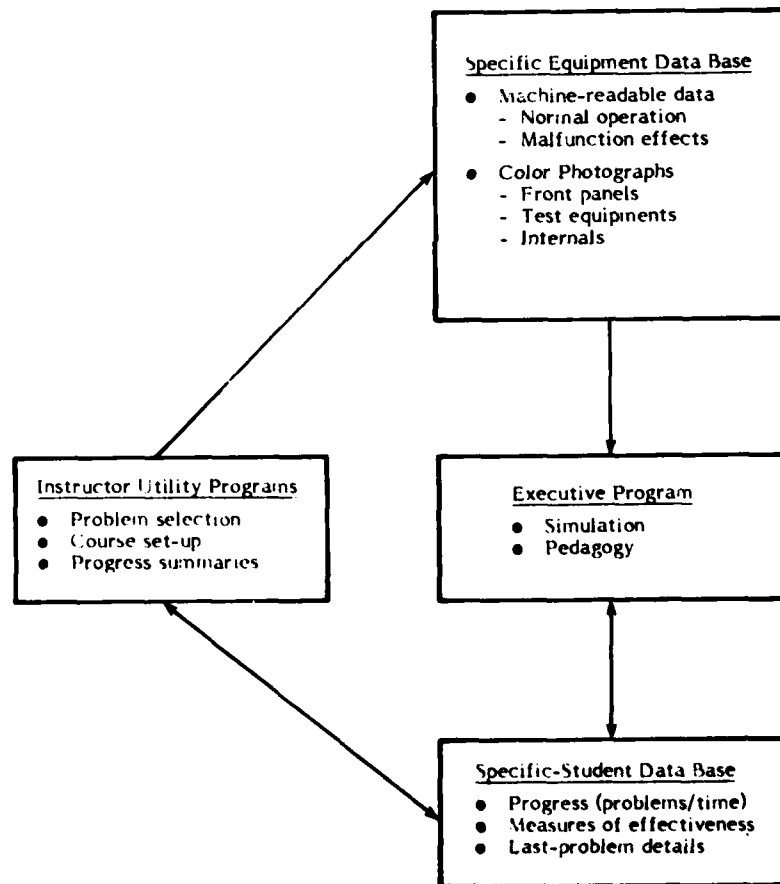 Specific Equipment Data Base
● Machine-readable data
- Normal operation
- Malfunction effects
● Color Photographs
- Front panels
- Test equipments
- Internals
Instructor Utility Programs
● Problem selection
● Course set-up
● Progress summaries
Executive Program
● Simulation
● Pedagogy
Specific-Student Data Base
● Progress (problems/time)
● Measures of effectiveness
● Last-problem details